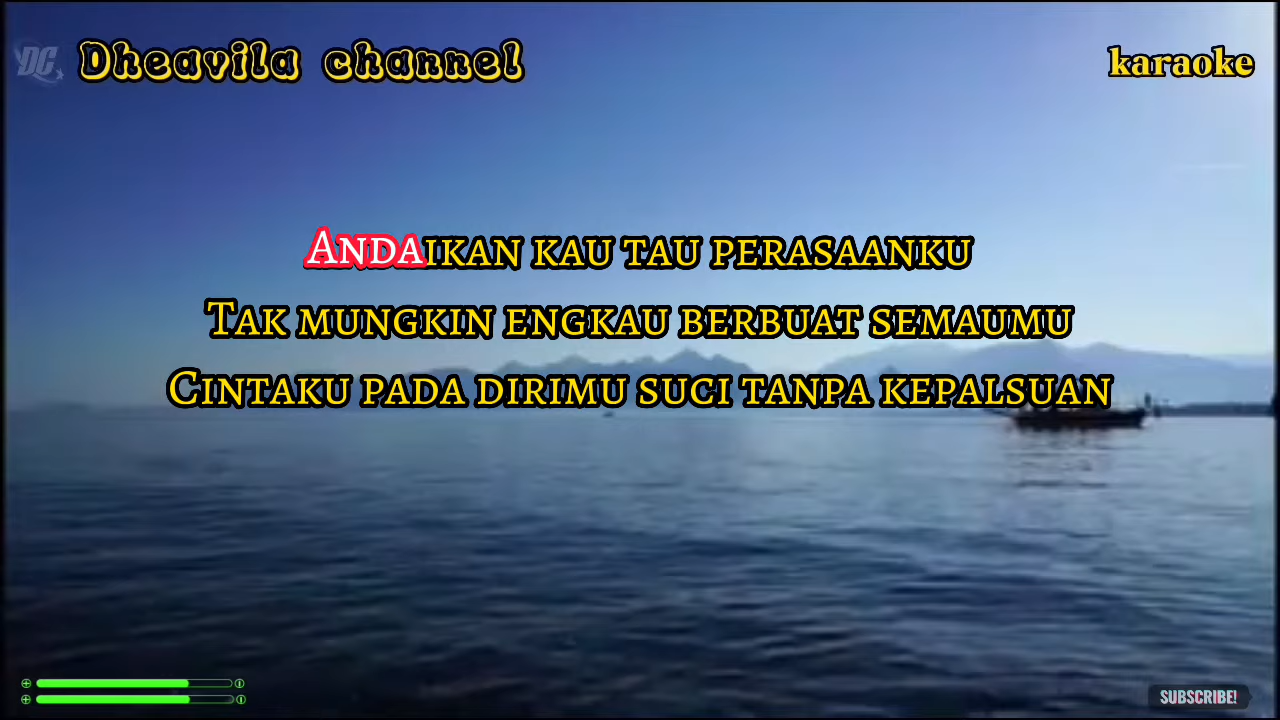 DC
Dheavila channel
karaoke
Andaikan kau tau perasaanku
Tak mungkin engkau berbuat semaumu
Cintaku pada dirimu suci tanpa kepalsuan
SUBSCRIBE!